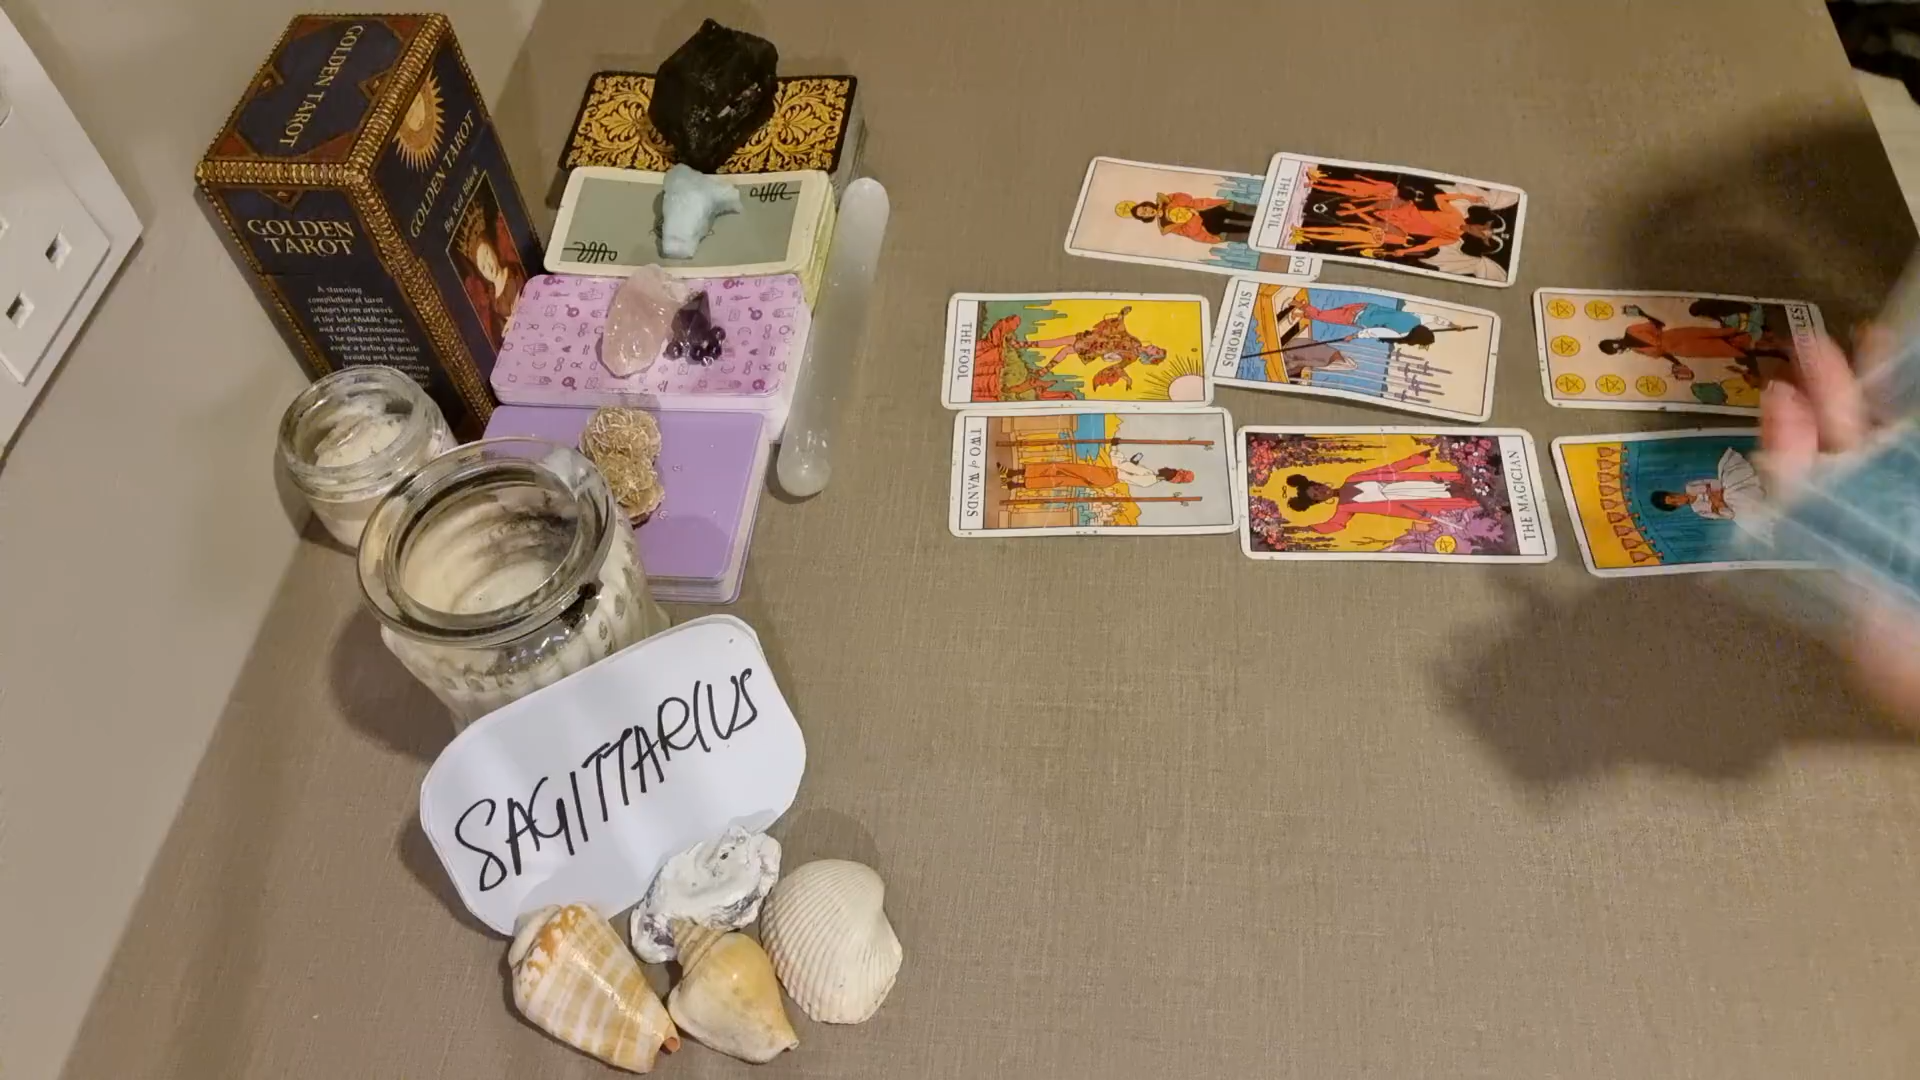 GOLDEN TAROT
GOLDEN
TAROT
A stunning
compilation of tarot
collages from artwork
of the late Middle Ages
and early Renaissance.
The poignant images
evoke a feeling of gentle
beauty and human
GOLDEN TAROT
By Kat Black
THE DEVIL
THE FOOL
SIX of SWORDS
TWO of WANDS
THE MAGICIAN
SAGITTARIUS